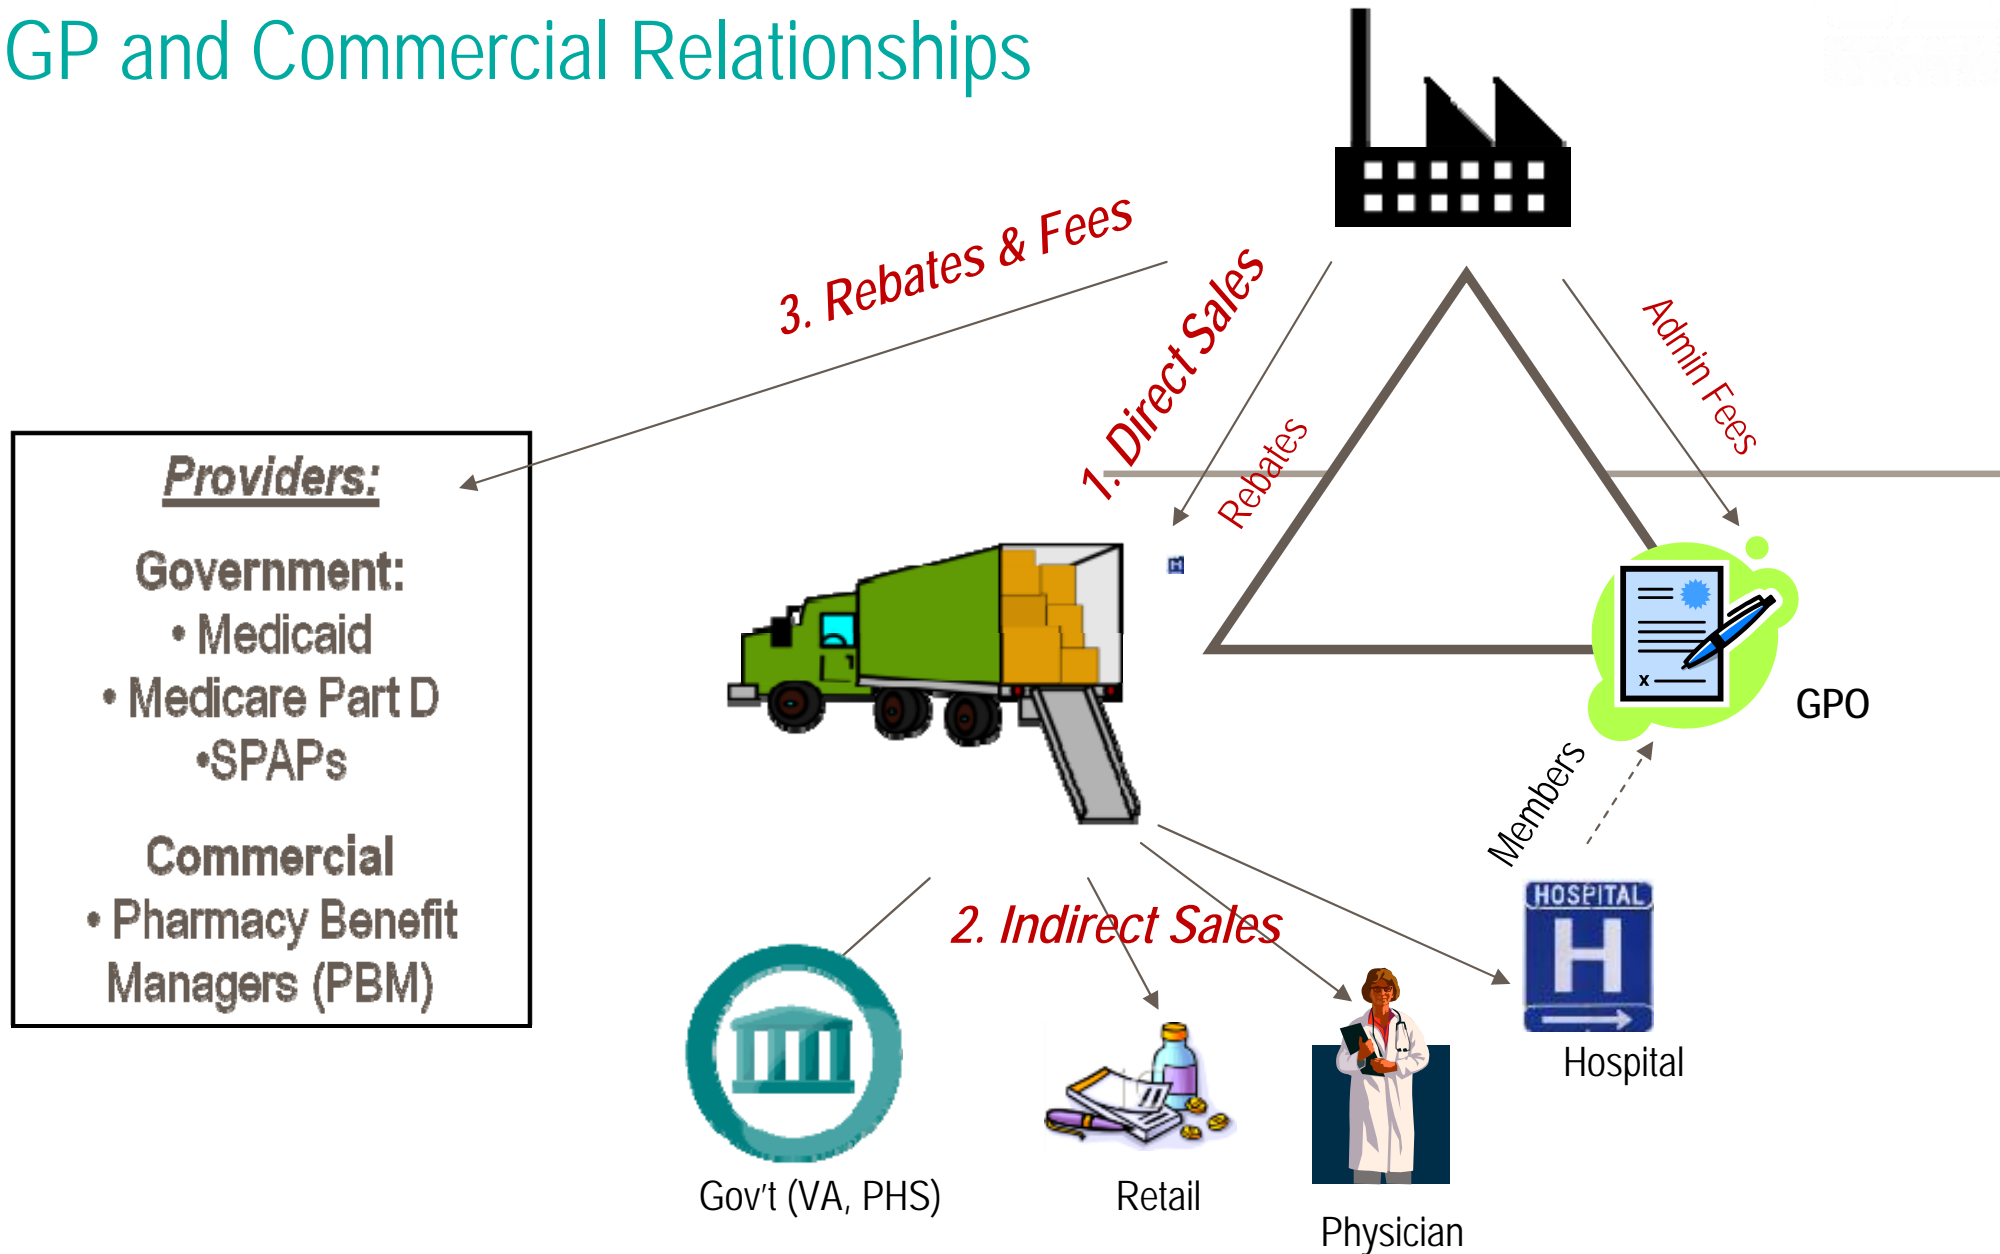 GP and Commercial Relationships
3. Rebates & Fees
1. Direct Sales
Rebates
Admin Fees
Providers:
Government:
• Medicaid
• Medicare Part D
•SPAPs
Commercial
• Pharmacy Benefit
Managers (PBM)
H
x
GPO
Members
2. Indirect Sales
HOSPITAL
H
Hospital
Gov't (VA, PHS)
Retail
Physician